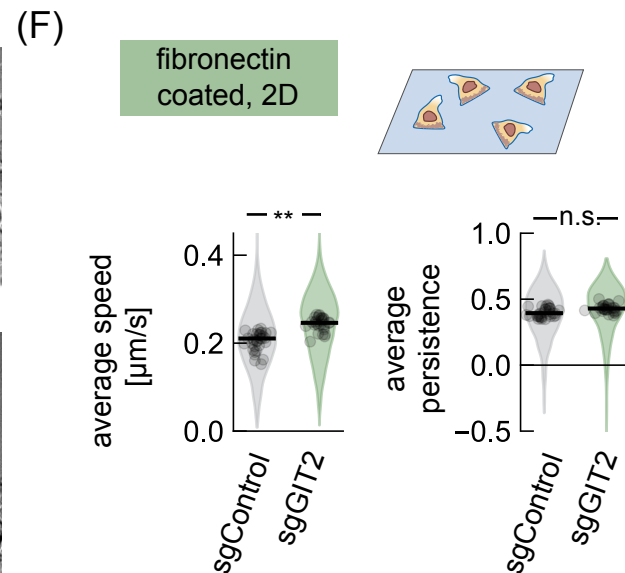 (F)
fibronectin
coated, 2D
**
n.s.
average speed
[μm/s]
0.4
0.2
0.0
sgControl
sgGIT2
average
persistence
1.0
0.5
0.0
−0.5
sgControl
sgGIT2